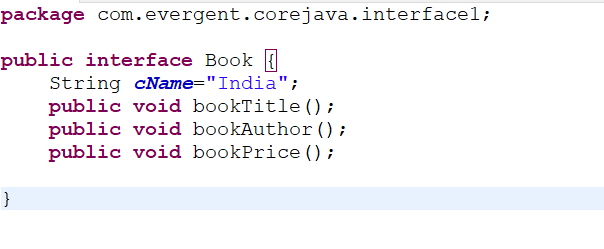 package com.evergent.corejava.interface1;
public interface Book {
String cName="India";
public void bookTitle();
public void bookAuthor();
public void bookPrice();
}